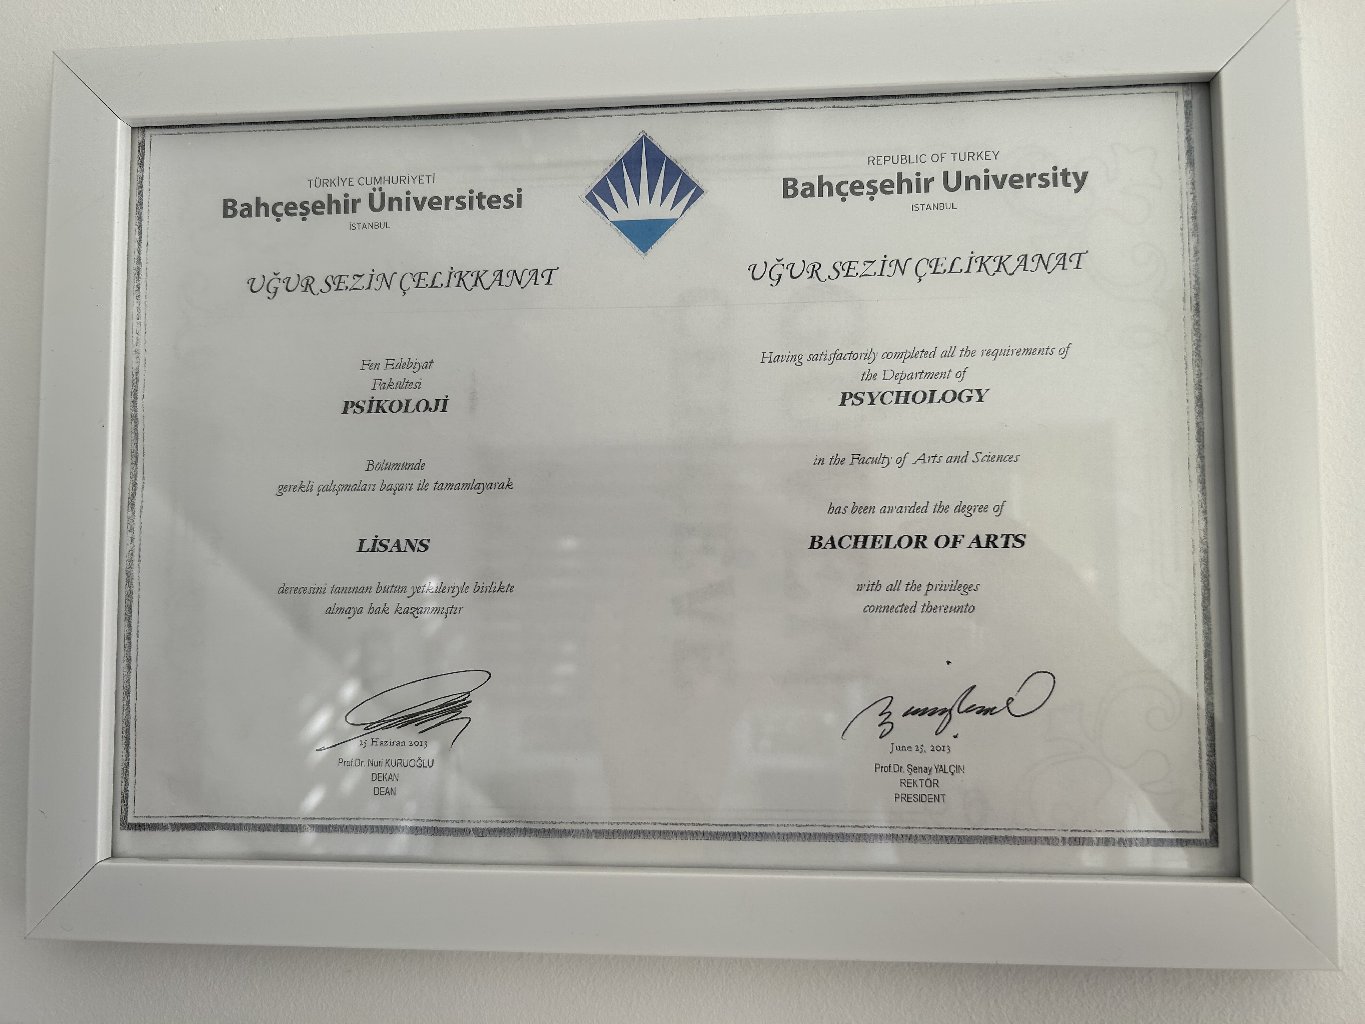 TÜRKİYE CUMHURİYETİ
Bahçeşehir Üniversitesi
İSTANBUL
UĞUR SEZİN ÇELİKKANAT
Fen Edebiyat
Fakültesi
PSİKOLOJİ
Bölümünde
gerekli çalışmaları başarı ile tamamlayarak
LİSANS
derecesini tanınan bütün yetkileriyle birlikte
almaya hak kazanmıştır
25 Haziran 2013
Prof.Dr. Nuri KURUOĞLU
DEKAN
DEAN
REPUBLIC OF TURKEY
Bahçeşehir University
ISTANBUL
UĞUR SEZİN ÇELİKKANAT
Having satisfactorily completed all the requirements of
the Department of
PSYCHOLOGY
in the Faculty of Arts and Sciences
has been awarded the degree of
BACHELOR OF ARTS
with all the privileges
connected thereunto
June 25, 2013
Prof.Dr. Şenay YALÇIN
REKTÖR
PRESIDENT